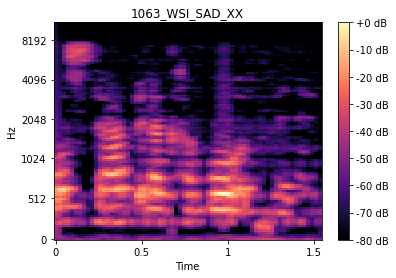 1063_WSI_SAD_XX
8192
4096
2048
1024
512
0
Hz
0
0.5
1
1.5
Time
+0 dB
-10 dB
-20 dB
-30 dB
-40 dB
-50 dB
-60 dB
-70 dB
-80 dB